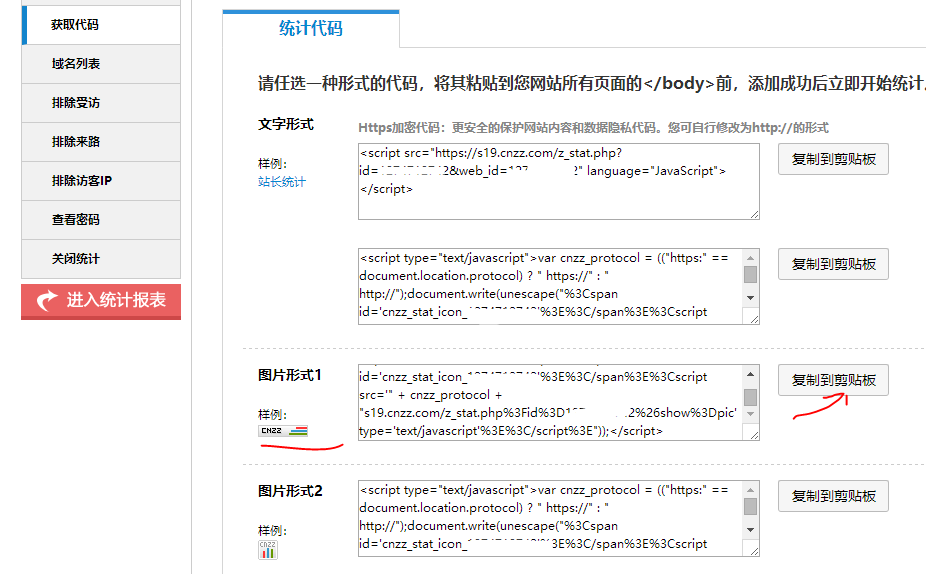 获取代码
域名列表
排除受访
排除来路
排除访客IP
查看密码
关闭统计
进入统计报表
统计代码
请任选一种形式的代码，将其粘贴到您网站所有页面的</body>前，添加成功后立即开始统计
文字形式
Https加密代码：更安全的保护网站内容和数据隐私代码。您可自行修改为http://的形式
样例：
站长统计
<script src="https://s19.cnzz.com/z_stat.php?
id= 2&web_id= " language="JavaScript">
</script>
复制到剪贴板
<script type="text/javascript">var cnzz_protocol = (("https:" ==
document.location.protocol) ? " https://" : "
http://");document.write(unescape("%3Cspan
id='cnzz_stat_icon_ '%3E%3C/span%3E%3Cscript
复制到剪贴板
图片形式1
样例：
CNZZ
id='cnzz_stat_icon_ '%3E%3C/span%3E%3Cscript
src='" + cnzz_protocol +
"s19.cnzz.com/z_stat.php%3Fid%3D 2%26show%3Dpic'
type='text/javascript'%3E%3C/script%3E"));</script>
复制到剪贴板
图片形式2
样例：
CNZZ
<script type="text/javascript">var cnzz_protocol = (("https:" ==
document.location.protocol) ? " https://" : "
http://");document.write(unescape("%3Cspan
id='cnzz_stat_icon_ '%3E%3C/span%3E%3Cscript
复制到剪贴板